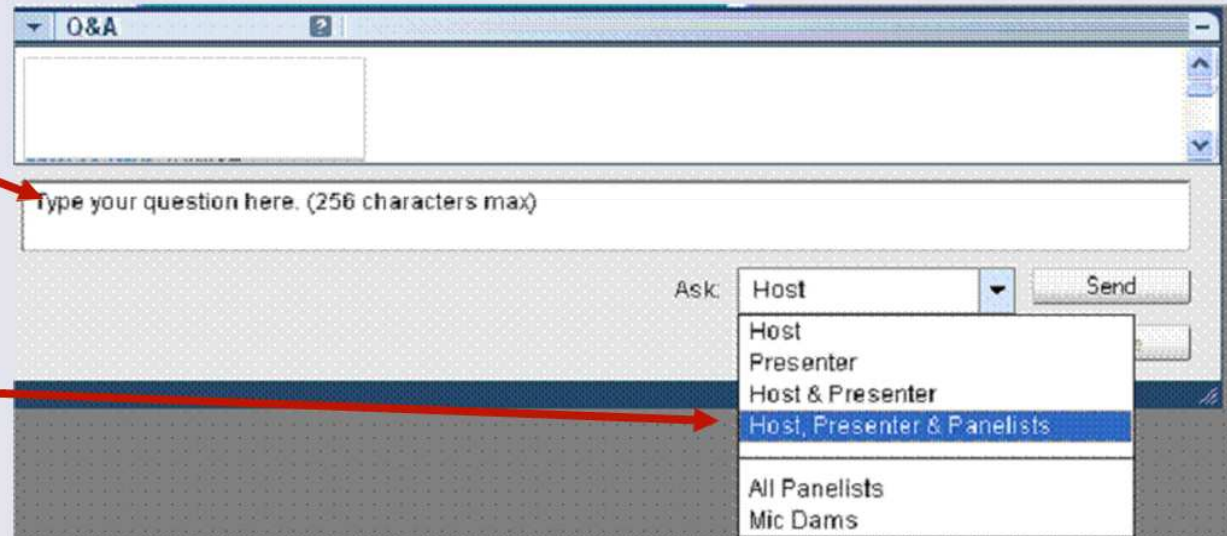 Q&A ?
Type your question here. (256 characters max)
Ask: Host Send
Host
Presenter
Host & Presenter
Host, Presenter & Panelists
All Panelists
Mic Dams